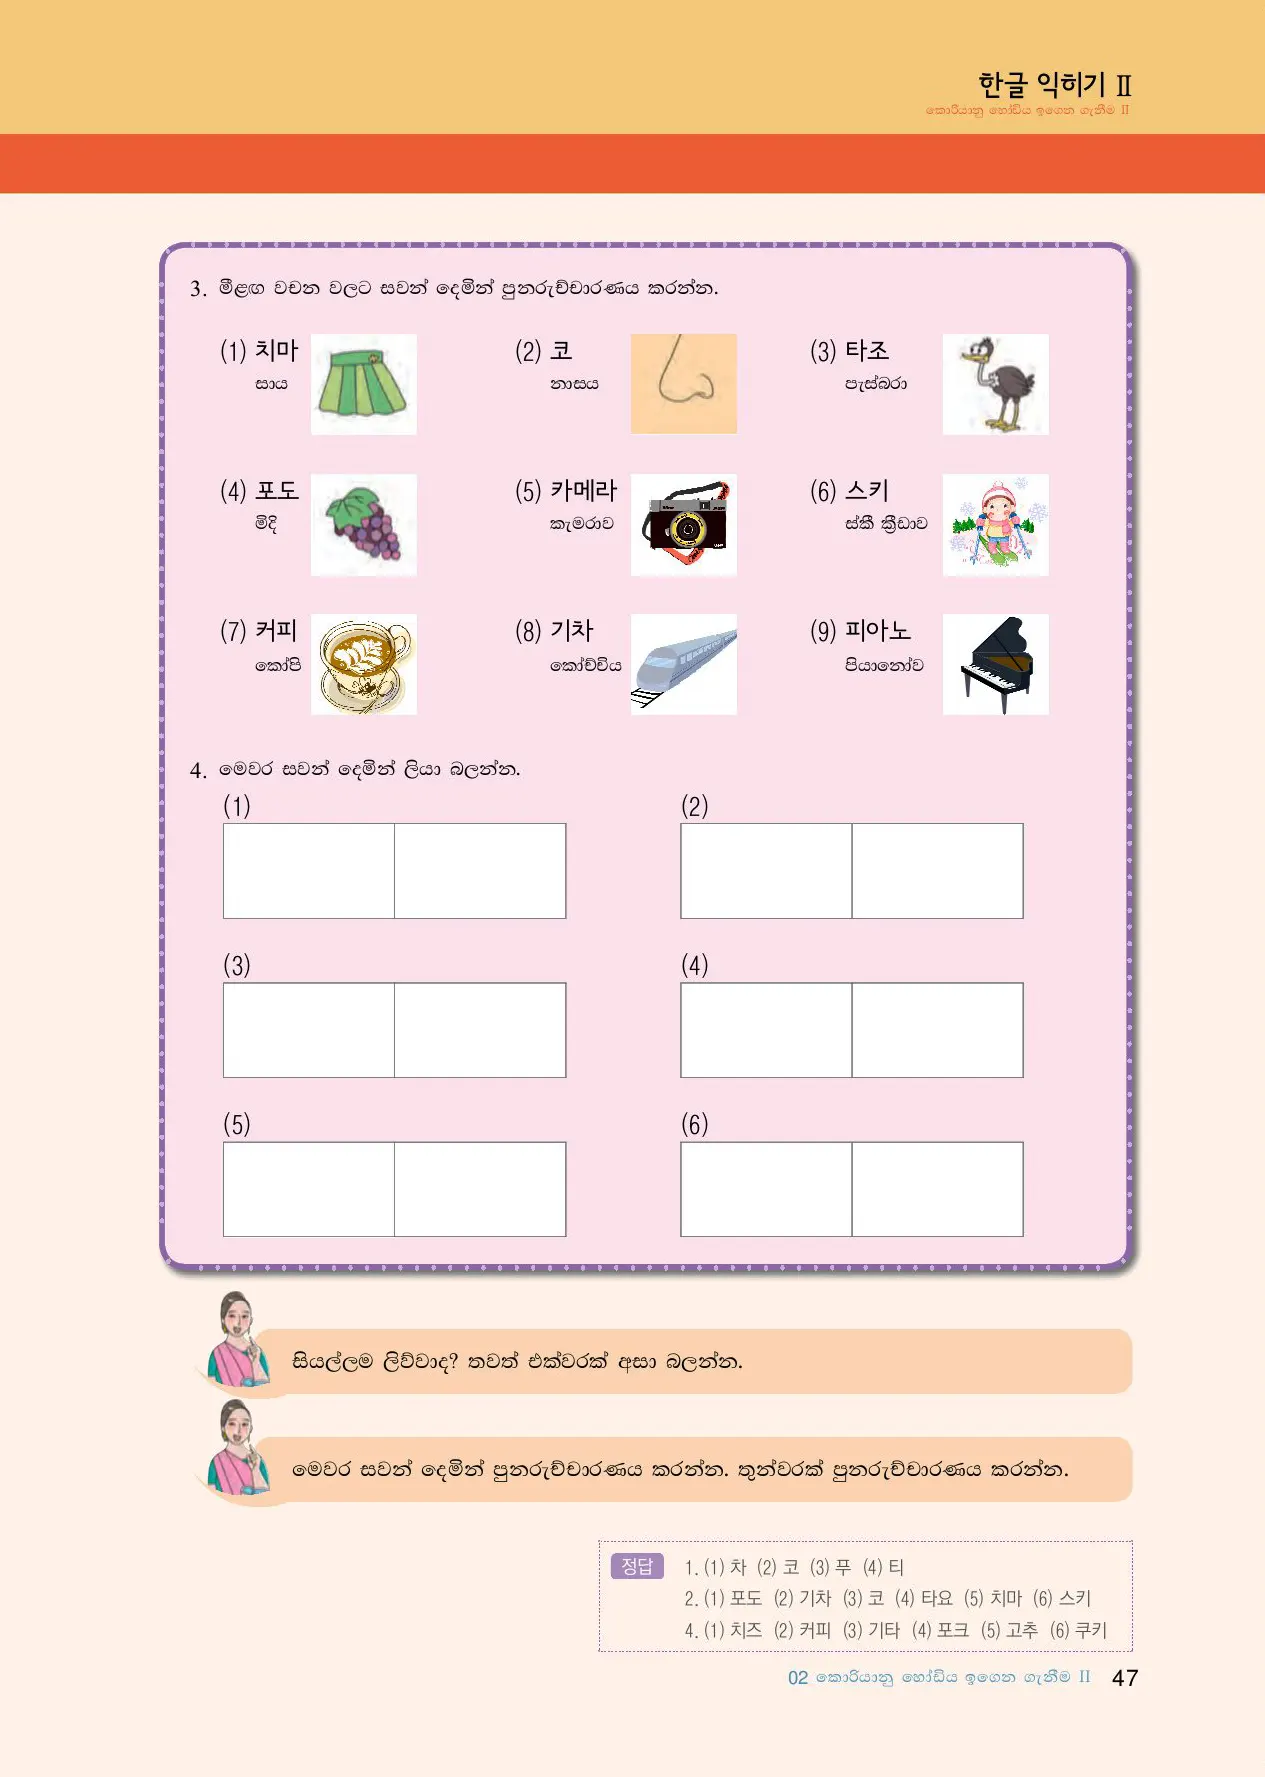 한글 익히기 Ⅱ
කොරියානු හෝඩිය ඉගෙන ගැනීම II
3. මීළඟ වචන වලට සවන් දෙමින් පුනරුච්චාරණය කරන්න.
(1) 치마 (2) 코 (3) 타조
සාය නාසය පැස්බරා
(4) 포도 (5) 카메라 (6) 스키
මිදි කැමරාව ස්කී ක්‍රීඩාව
(7) 커피 (8) 기차 (9) 피아노
කෝපි කෝච්චිය පියානෝව
4. මෙවර සවන් දෙමින් ලියා බලන්න.
(1) (2)
(3) (4)
(5) (6)
සියල්ලම ලිව්වාද? තවත් එක්වරක් අසා බලන්න.
මෙවර සවන් දෙමින් පුනරුච්චාරණය කරන්න. තුන්වරක් පුනරුච්චාරණය කරන්න.
정답 1. (1) 차 (2) 코 (3) 푸 (4) 티
2. (1) 포도 (2) 기차 (3) 코 (4) 타요 (5) 치마 (6) 스키
4. (1) 치즈 (2) 커피 (3) 기타 (4) 포크 (5) 고추 (6) 쿠키
02 කොරියානු හෝඩිය ඉගෙන ගැනීම II 47